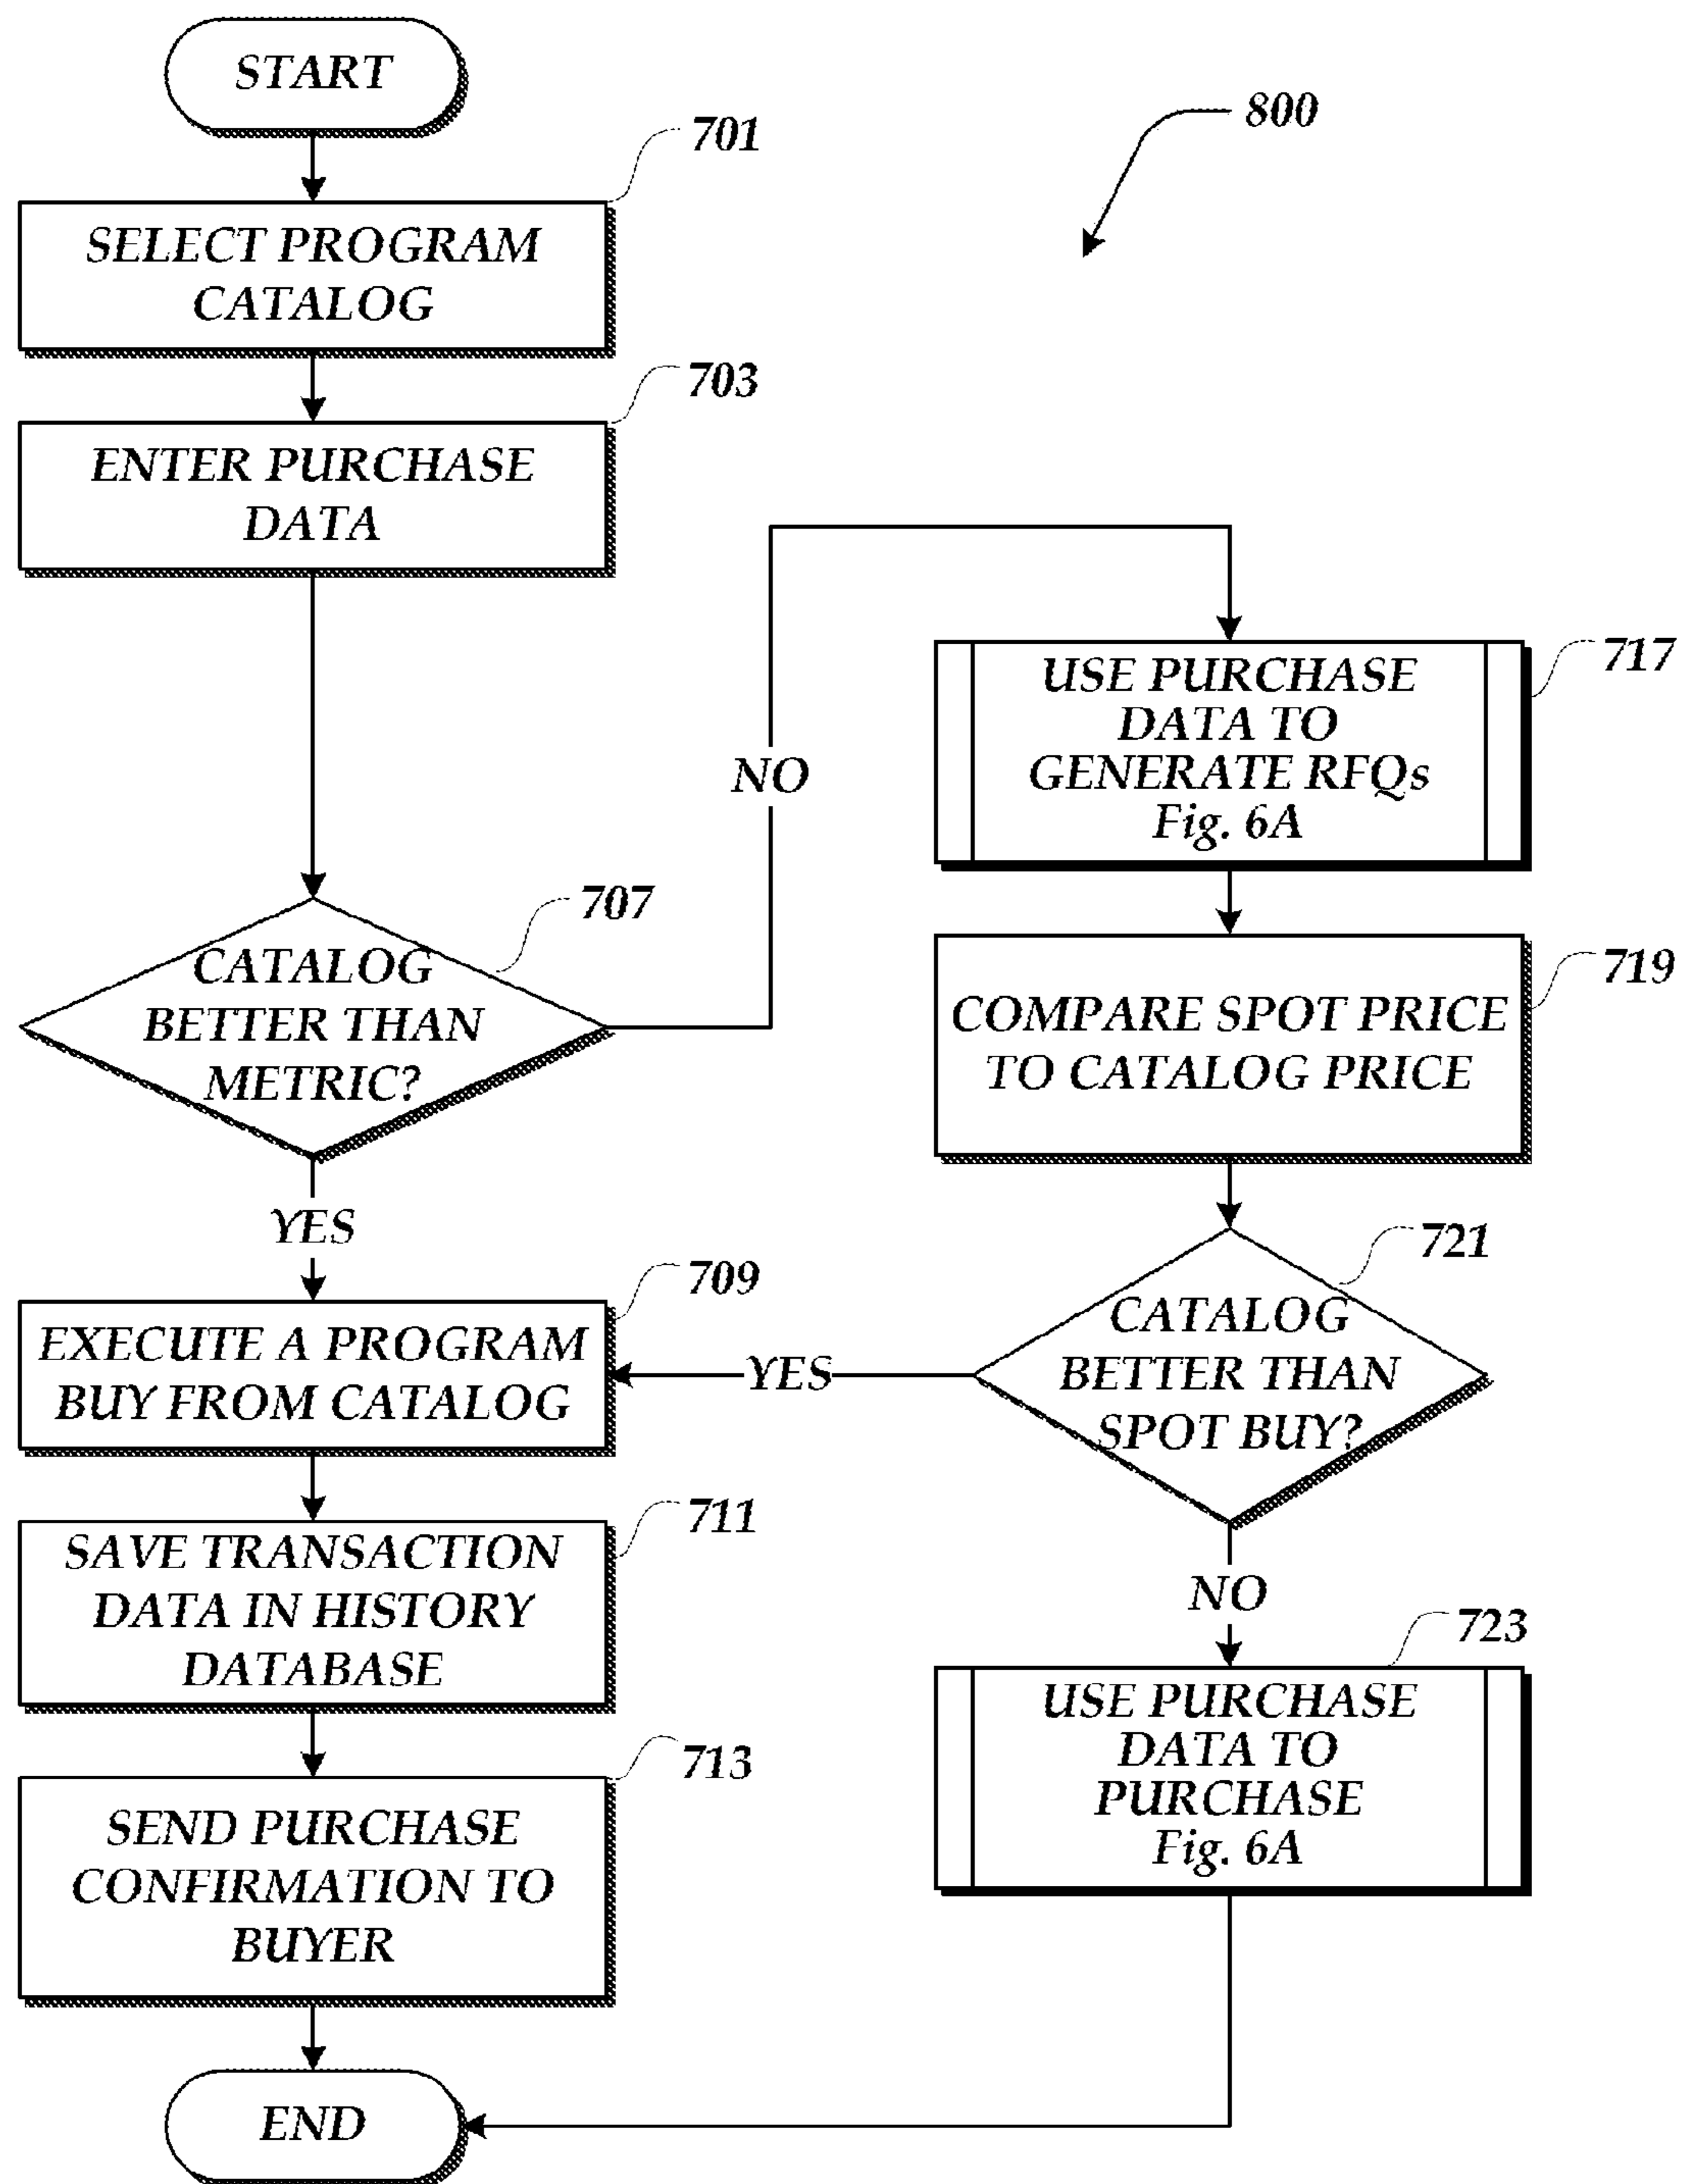 START
800
701
SELECT PROGRAM
CATALOG
703
ENTER PURCHASE
DATA
NO
717
USE PURCHASE
DATA TO
GENERATE RFQs
Fig. 6A
707
CATALOG
BETTER THAN
METRIC?
719
COMPARE SPOT PRICE
TO CATALOG PRICE
YES
721
CATALOG
BETTER THAN
SPOT BUY?
YES
709
EXECUTE A PROGRAM
BUY FROM CATALOG
NO
711
SAVE TRANSACTION
DATA IN HISTORY
DATABASE
723
USE PURCHASE
DATA TO
PURCHASE
Fig. 6A
713
SEND PURCHASE
CONFIRMATION TO
BUYER
END